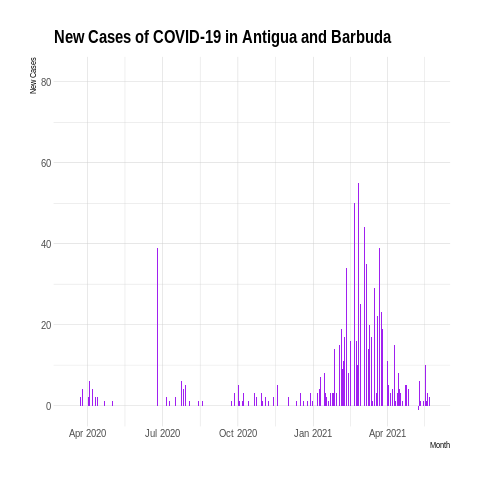 New Cases of COVID-19 in Antigua and Barbuda
New Cases
80
60
40
20
0
Apr 2020 Jul 2020 Oct 2020 Jan 2021 Apr 2021
Month